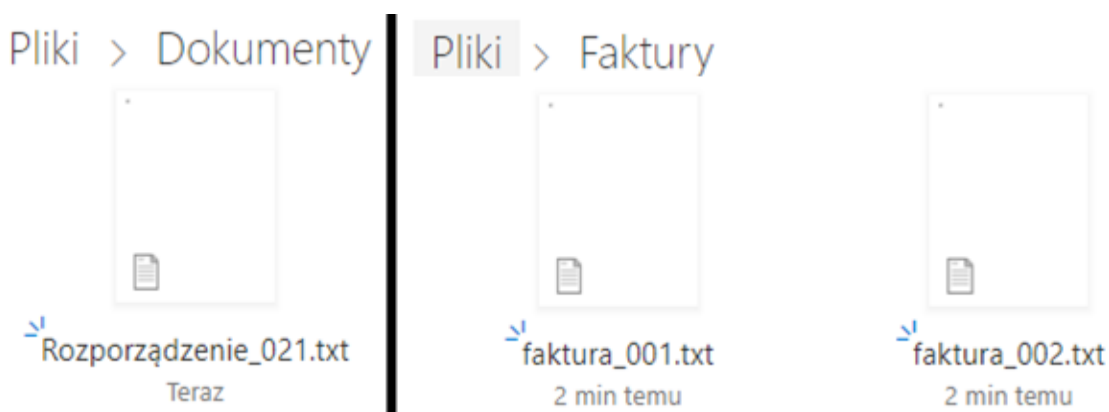 Pliki > Dokumenty
Rozporządzenie_021.txt
Teraz
Pliki > Faktury
faktura_001.txt
2 min temu
faktura_002.txt
2 min temu